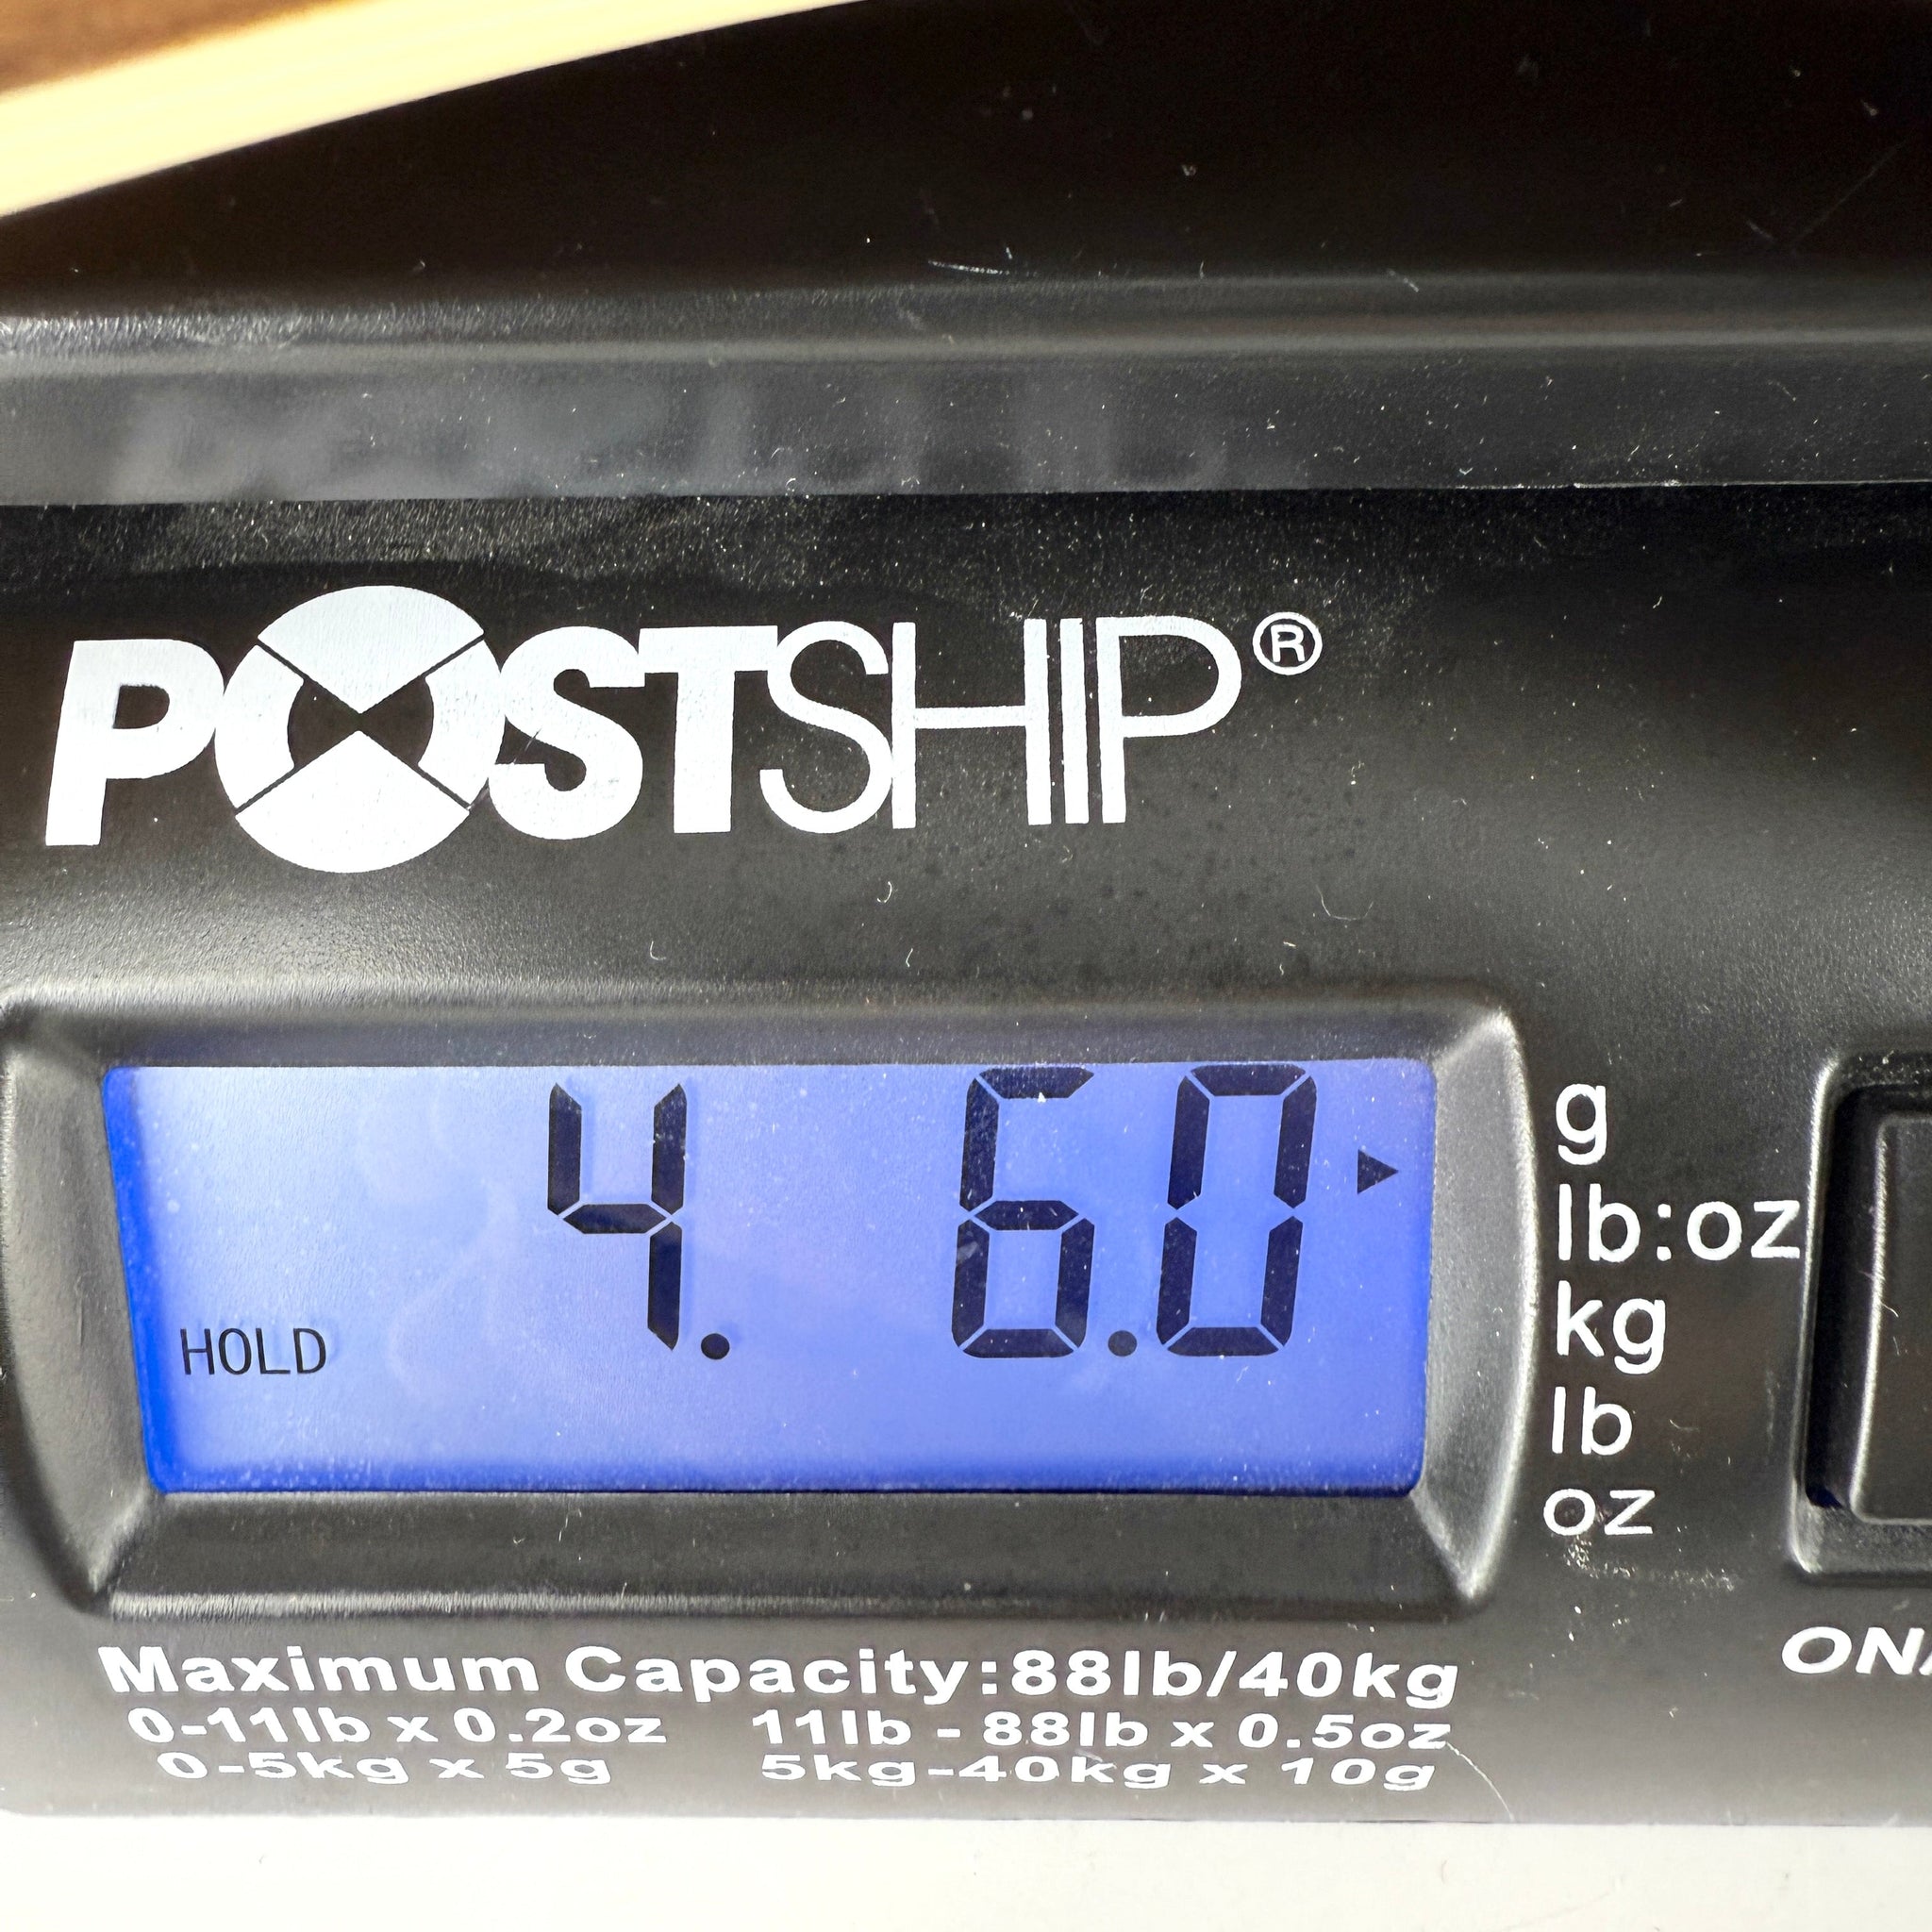 POSTSHIP®
4. 6.0
HOLD
g
lb:oz
kg
lb
oz
ON/
Maximum Capacity:88lb/40kg
0-11lb x 0.2oz 11lb - 88lb x 0.5oz
0-5kg x 5g 5kg-40kg x 10g